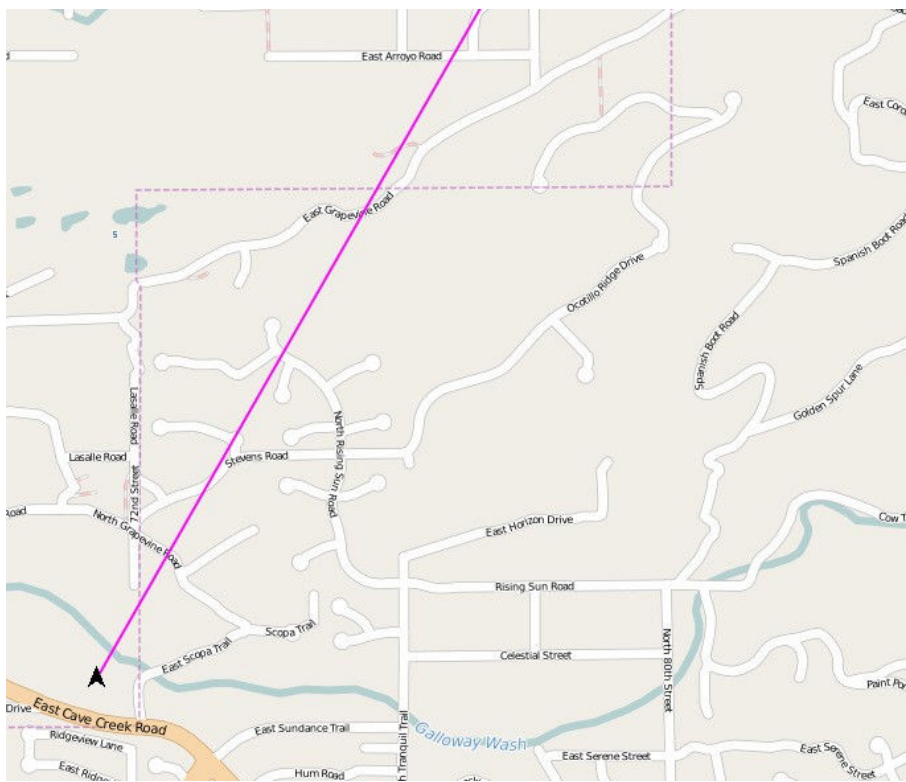 East Arroyo Road
East Coro
East Grapevine Road
5
Spanish Boot Road
Ocotillo Ridge Drive
Spanish Boot Road
Golden Spur Lane
Lasalle Road
North Rising Sun Road
Lasalle Road
Stevens Road
72nd Street
Road
North Grapevine Road
East Horizon Drive
Cow T
Rising Sun Road
Scopa Trail
East Scopa Trail
Celestial Street
North 80th Street
Paint Po
Drive
East Cave Creek Road
East Sundance Trail
h Tranquil Trail
Galloway Wash
Ridgeview Lane
East Serene Street
East Serene Street
East Ridge
Hum Road